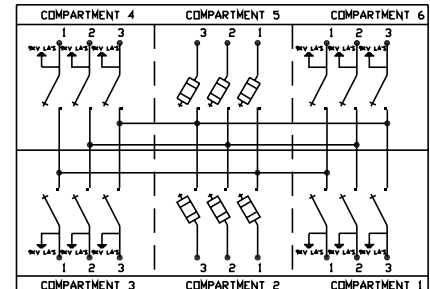 COMPARTMENT 4 COMPARTMENT 5 COMPARTMENT 6
1 2 3 3 2 1 1 2 3
9KV LA'S 9KV LA'S 9KV LA'S 9KV LA'S 9KV LA'S 9KV LA'S
9KV LA'S 9KV LA'S 9KV LA'S 9KV LA'S 9KV LA'S 9KV LA'S
1 2 3 3 2 1 1 2 3
COMPARTMENT 3 COMPARTMENT 2 COMPARTMENT 1